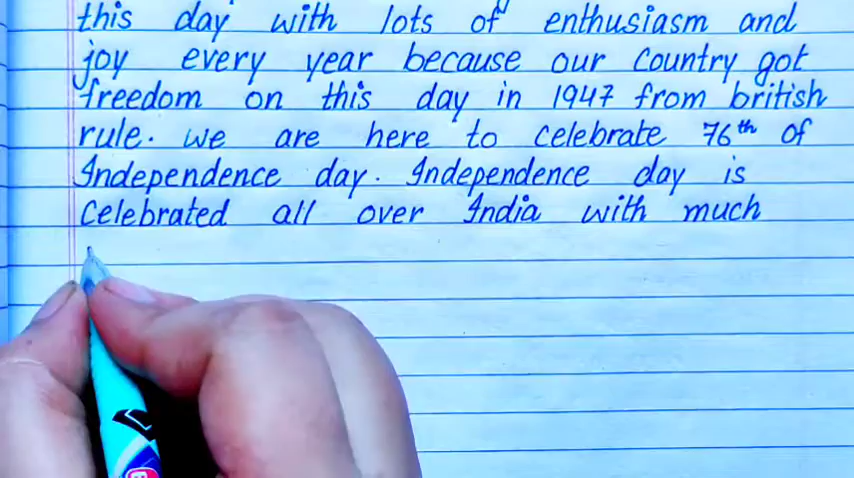 this day with lots of enthusiasm and
joy every year because our Country got
freedom on this day in 1947 from british
rule. we are here to celebrate 76th of
Independence day. Independence day is
Celebrated all over India with much